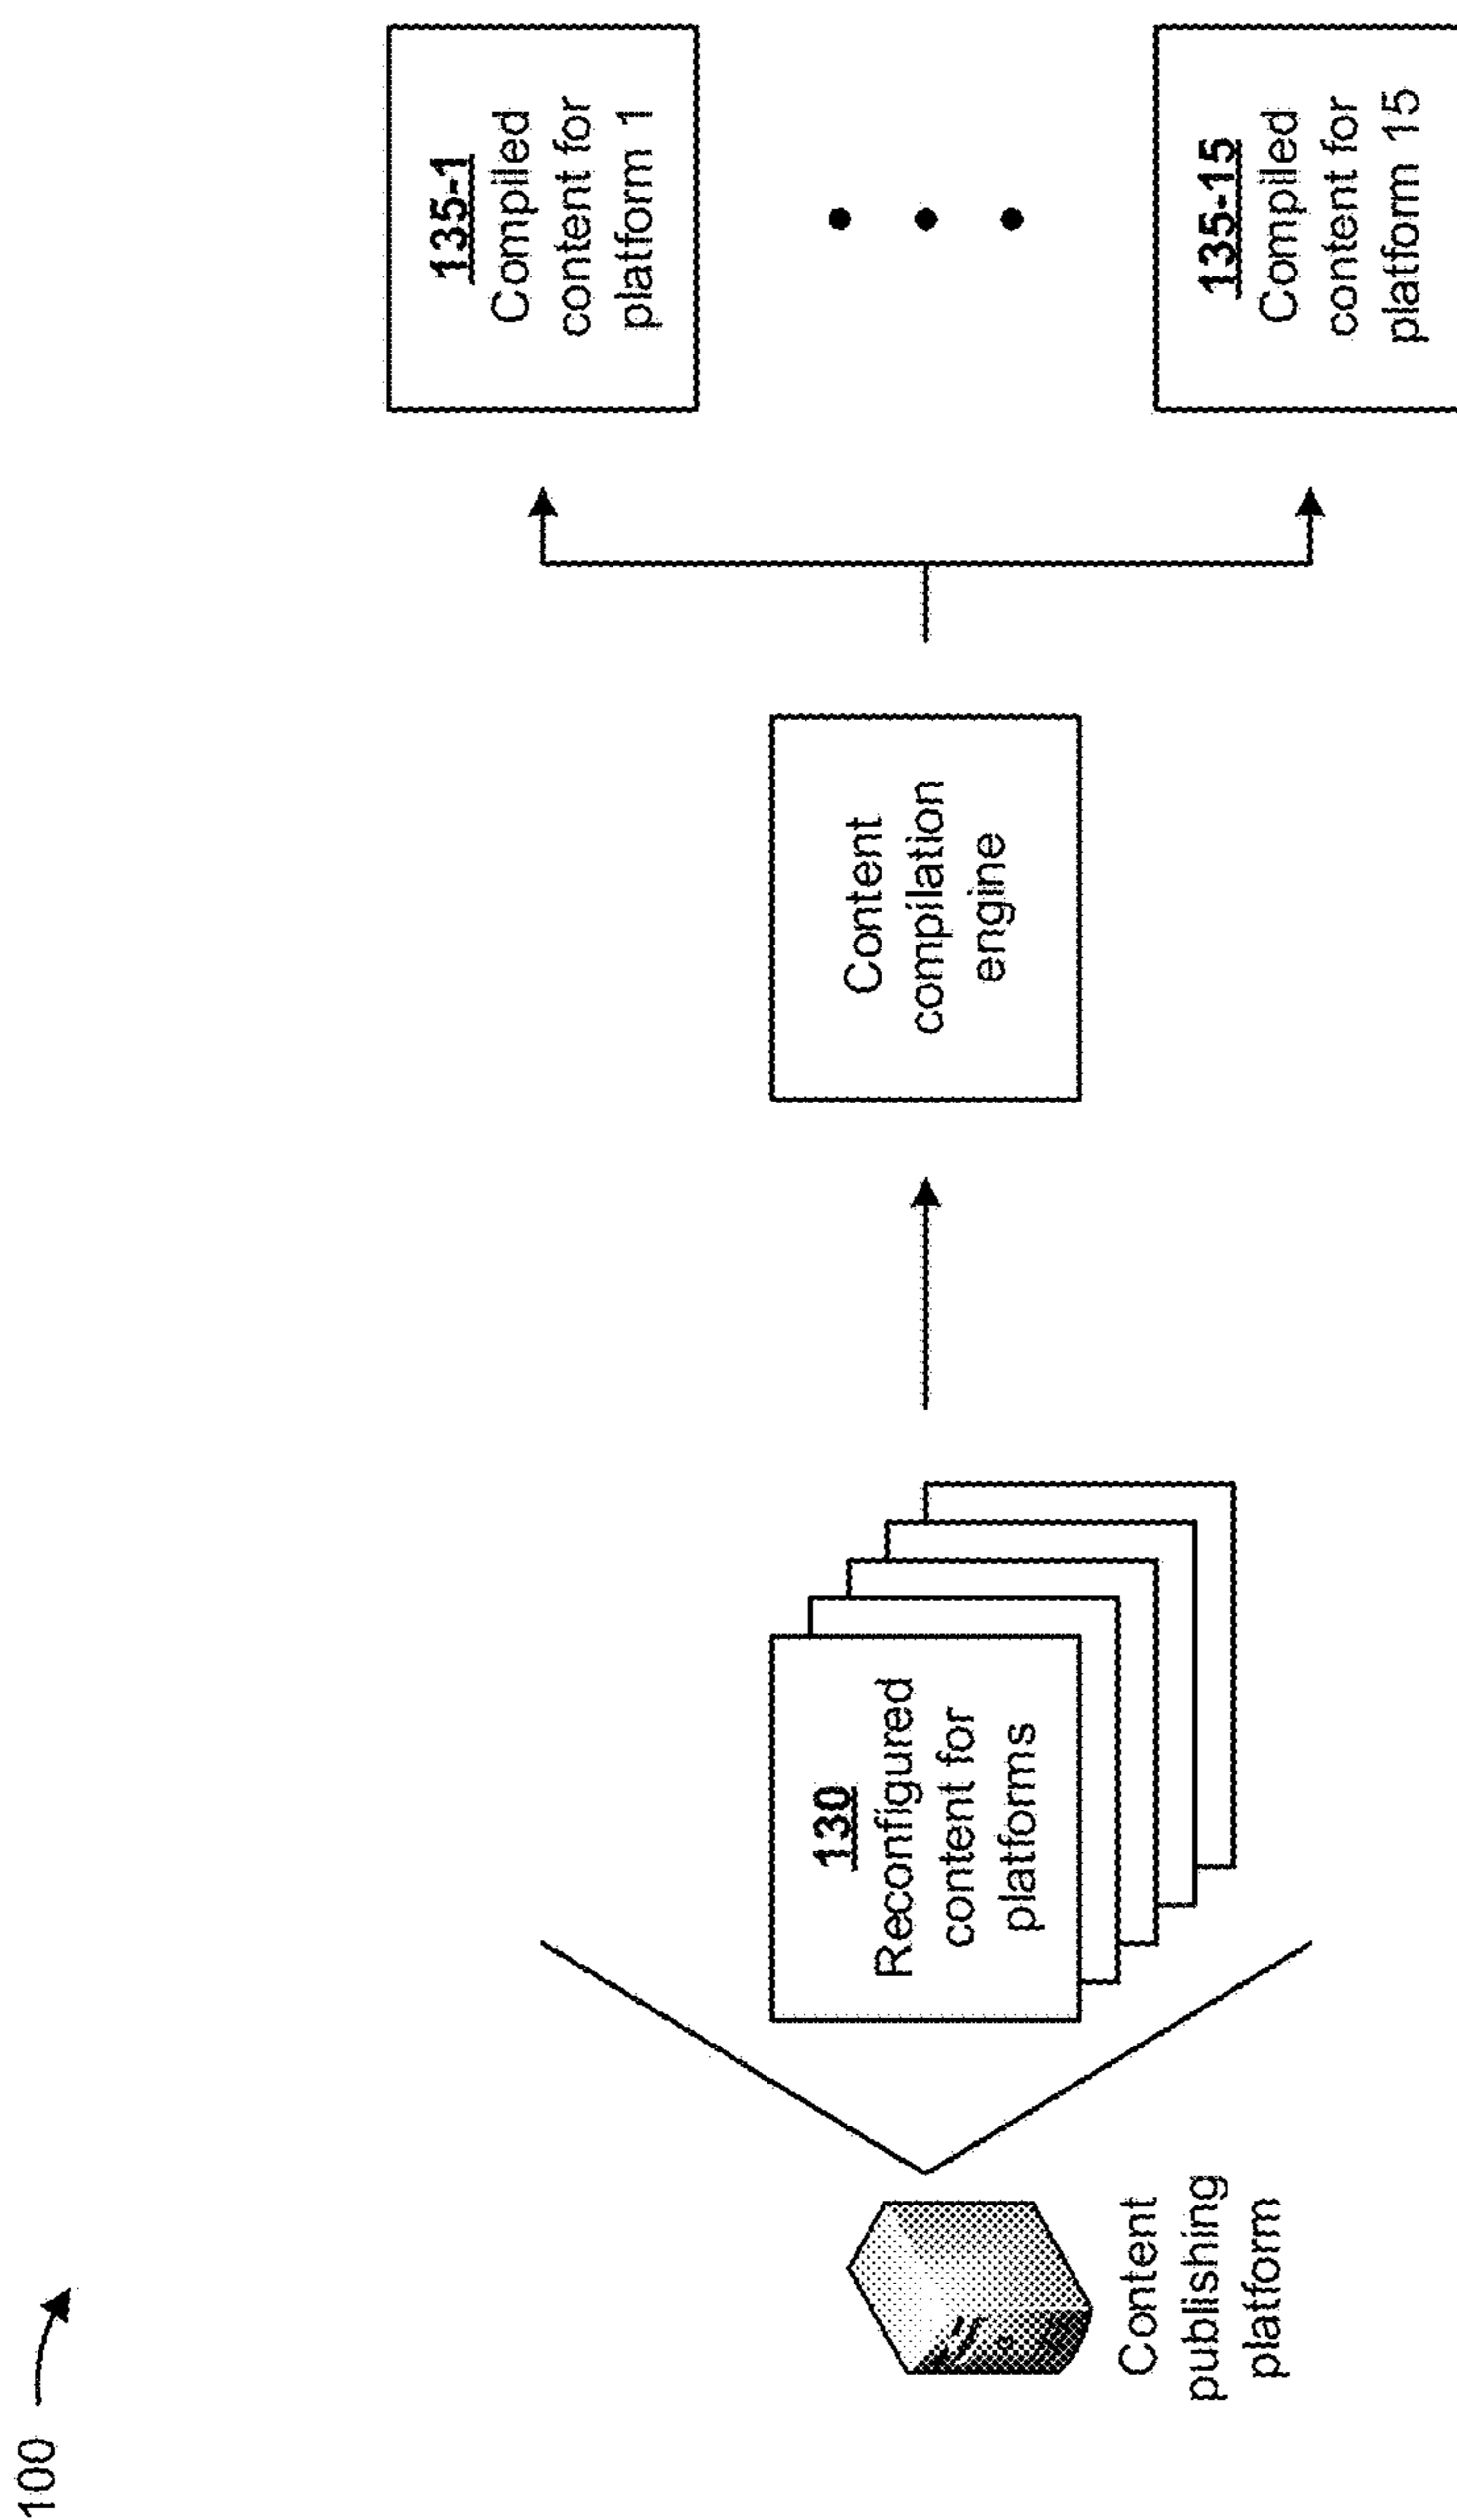 100
Content
publishing
platform
130
Reconfigured
content for
platforms
Content
compilation
engine
135-1
Compiled
content for
platform 1
135-15
Compiled
content for
platform 15